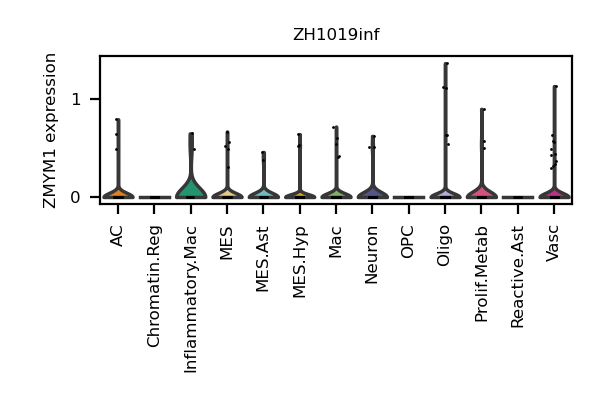 ZH1019inf
ZMYM1 expression
1
0
AC
Chromatin.Reg
Inflammatory.Mac
MES
MES.Ast
MES.Hyp
Mac
Neuron
OPC
Oligo
Prolif.Metab
Reactive.Ast
Vasc